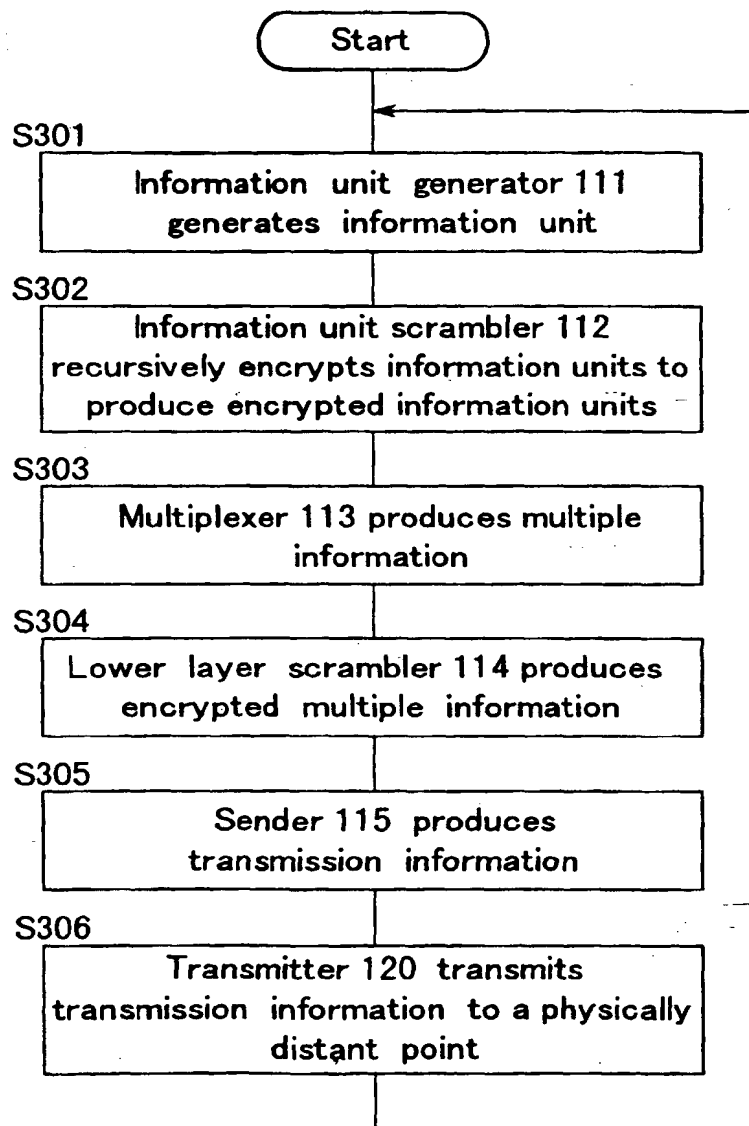 Start
S301
Information unit generator 111
generates information unit
S302
Information unit scrambler 112
recursively encrypts information units to
produce encrypted information units
S303
Multiplexer 113 produces multiple
information
S304
Lower layer scrambler 114 produces
encrypted multiple information
S305
Sender 115 produces
transmission information
S306
Transmitter 120 transmits
transmission information to a physically
distant point